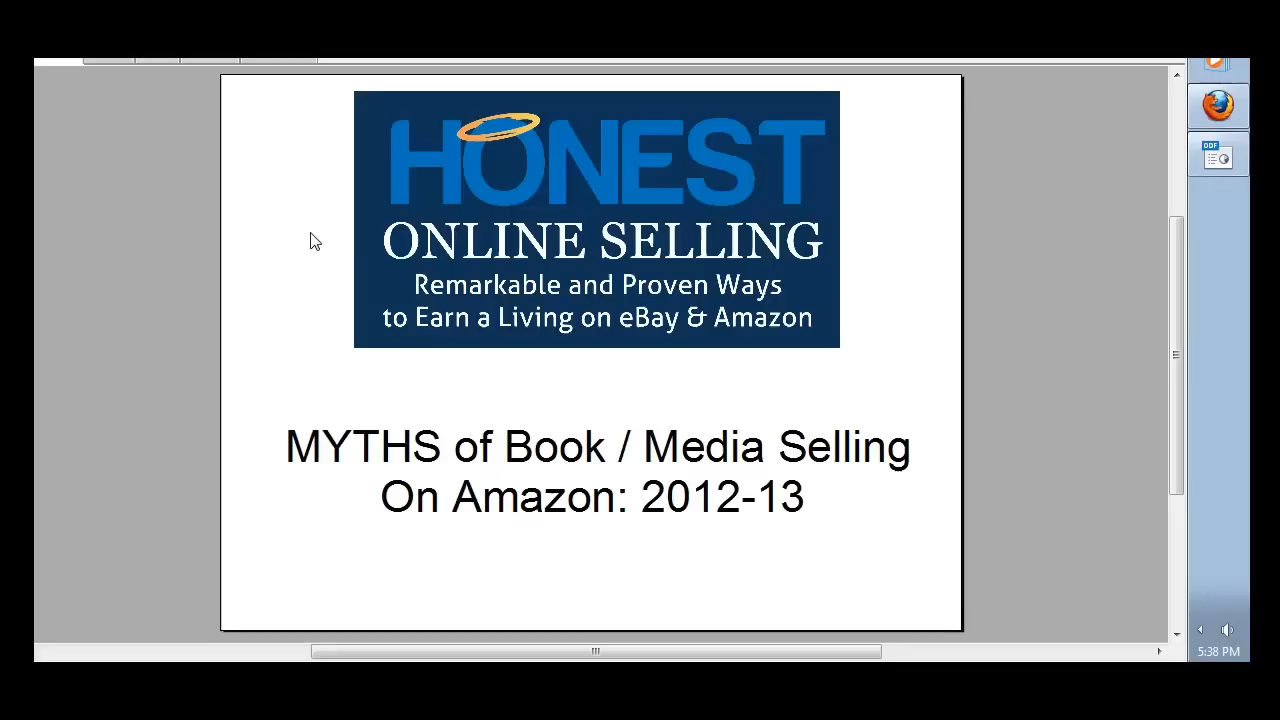 HONEST
ONLINE SELLING
Remarkable and Proven Ways
to Earn a Living on eBay & Amazon
MYTHS of Book / Media Selling
On Amazon: 2012-13
ODF
5:38 PM